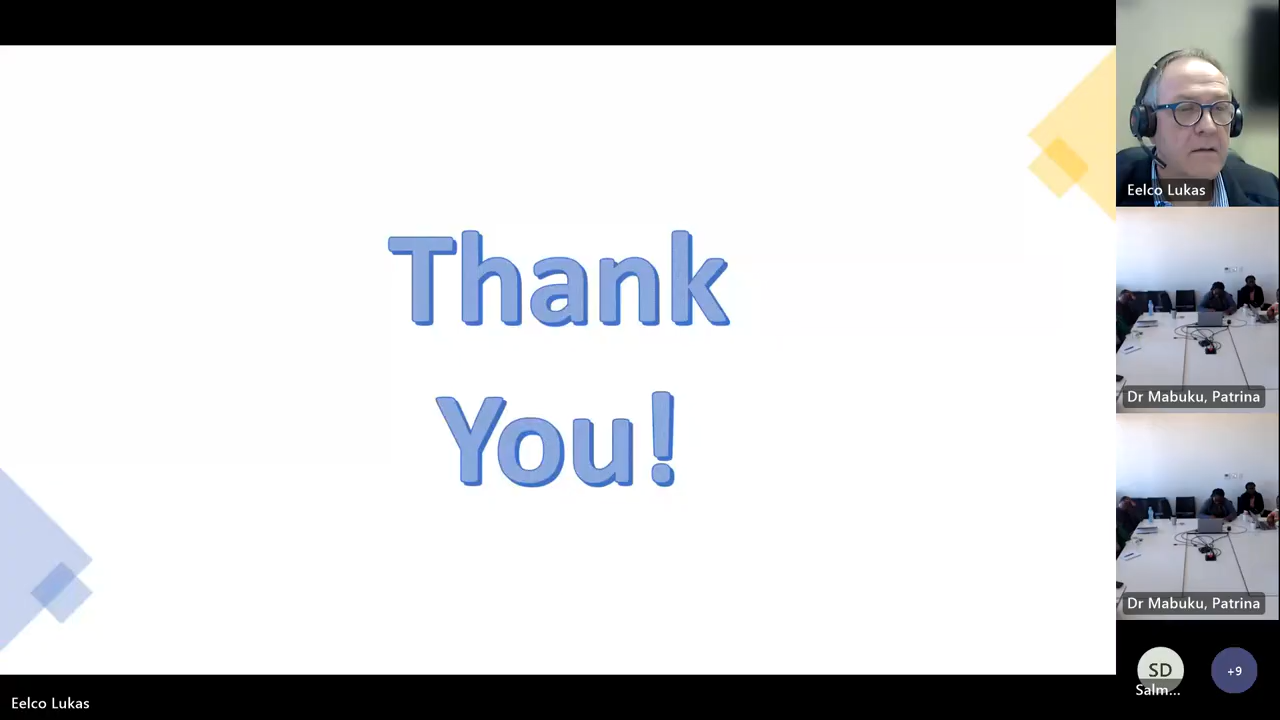 Thank
You!
Eelco Lukas
Dr Mabuku, Patrina
Dr Mabuku, Patrina
SD
Salm...
+9
Eelco Lukas